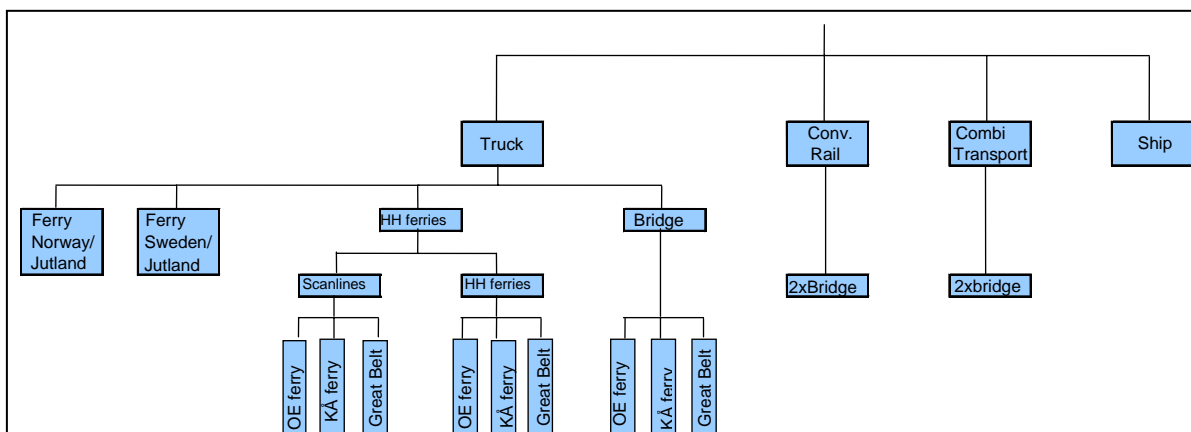 Truck
Conv.
Rail
Combi
Transport
Ship
Ferry
Norway/
Jutland
Ferry
Sweden/
Jutland
HH ferries
Bridge
Scanlines
HH ferries
2xBridge
2xbridge
OE ferry
KÅ ferry
Great Belt
OE ferry
KÅ ferry
Great Belt
OE ferry
KÅ ferry
Great Belt